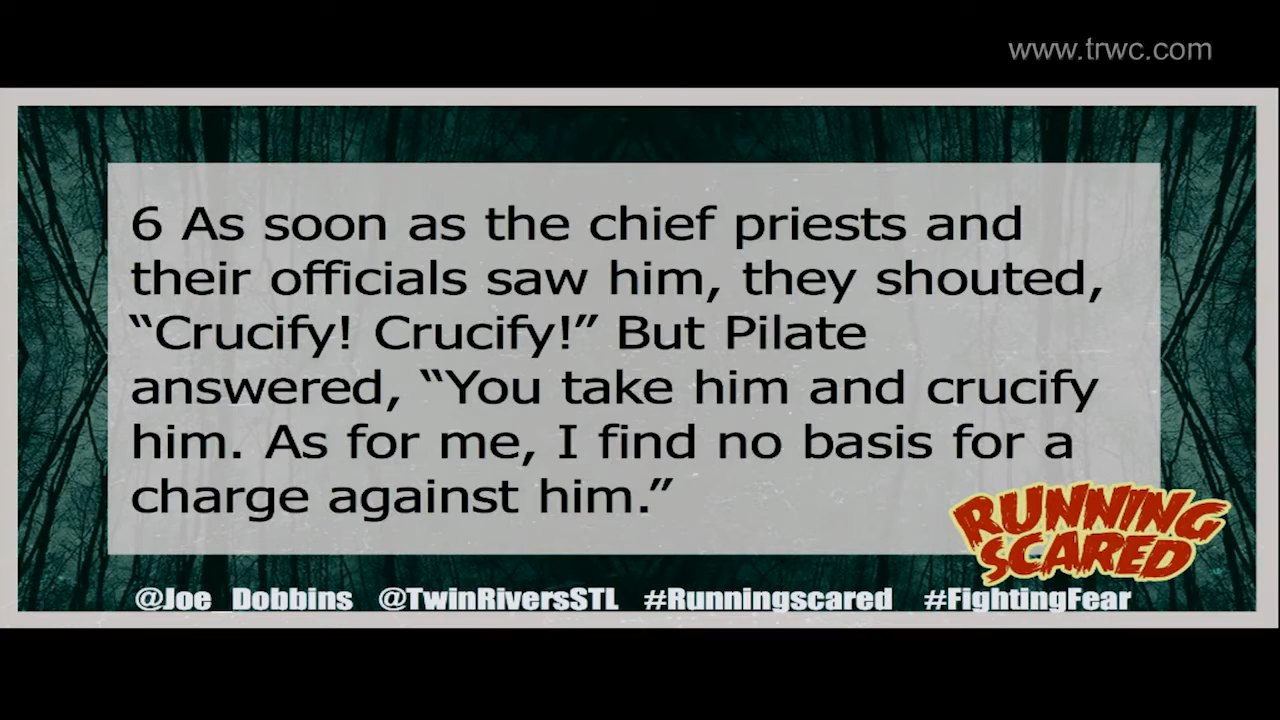 www.trwc.com
6 As soon as the chief priests and
their officials saw him, they shouted,
“Crucify! Crucify!” But Pilate
answered, “You take him and crucify
him. As for me, I find no basis for a
charge against him.”
RUNNING
SCARED
@Joe_Dobbins @TwinRiversSTL #Runningscared #FightingFear